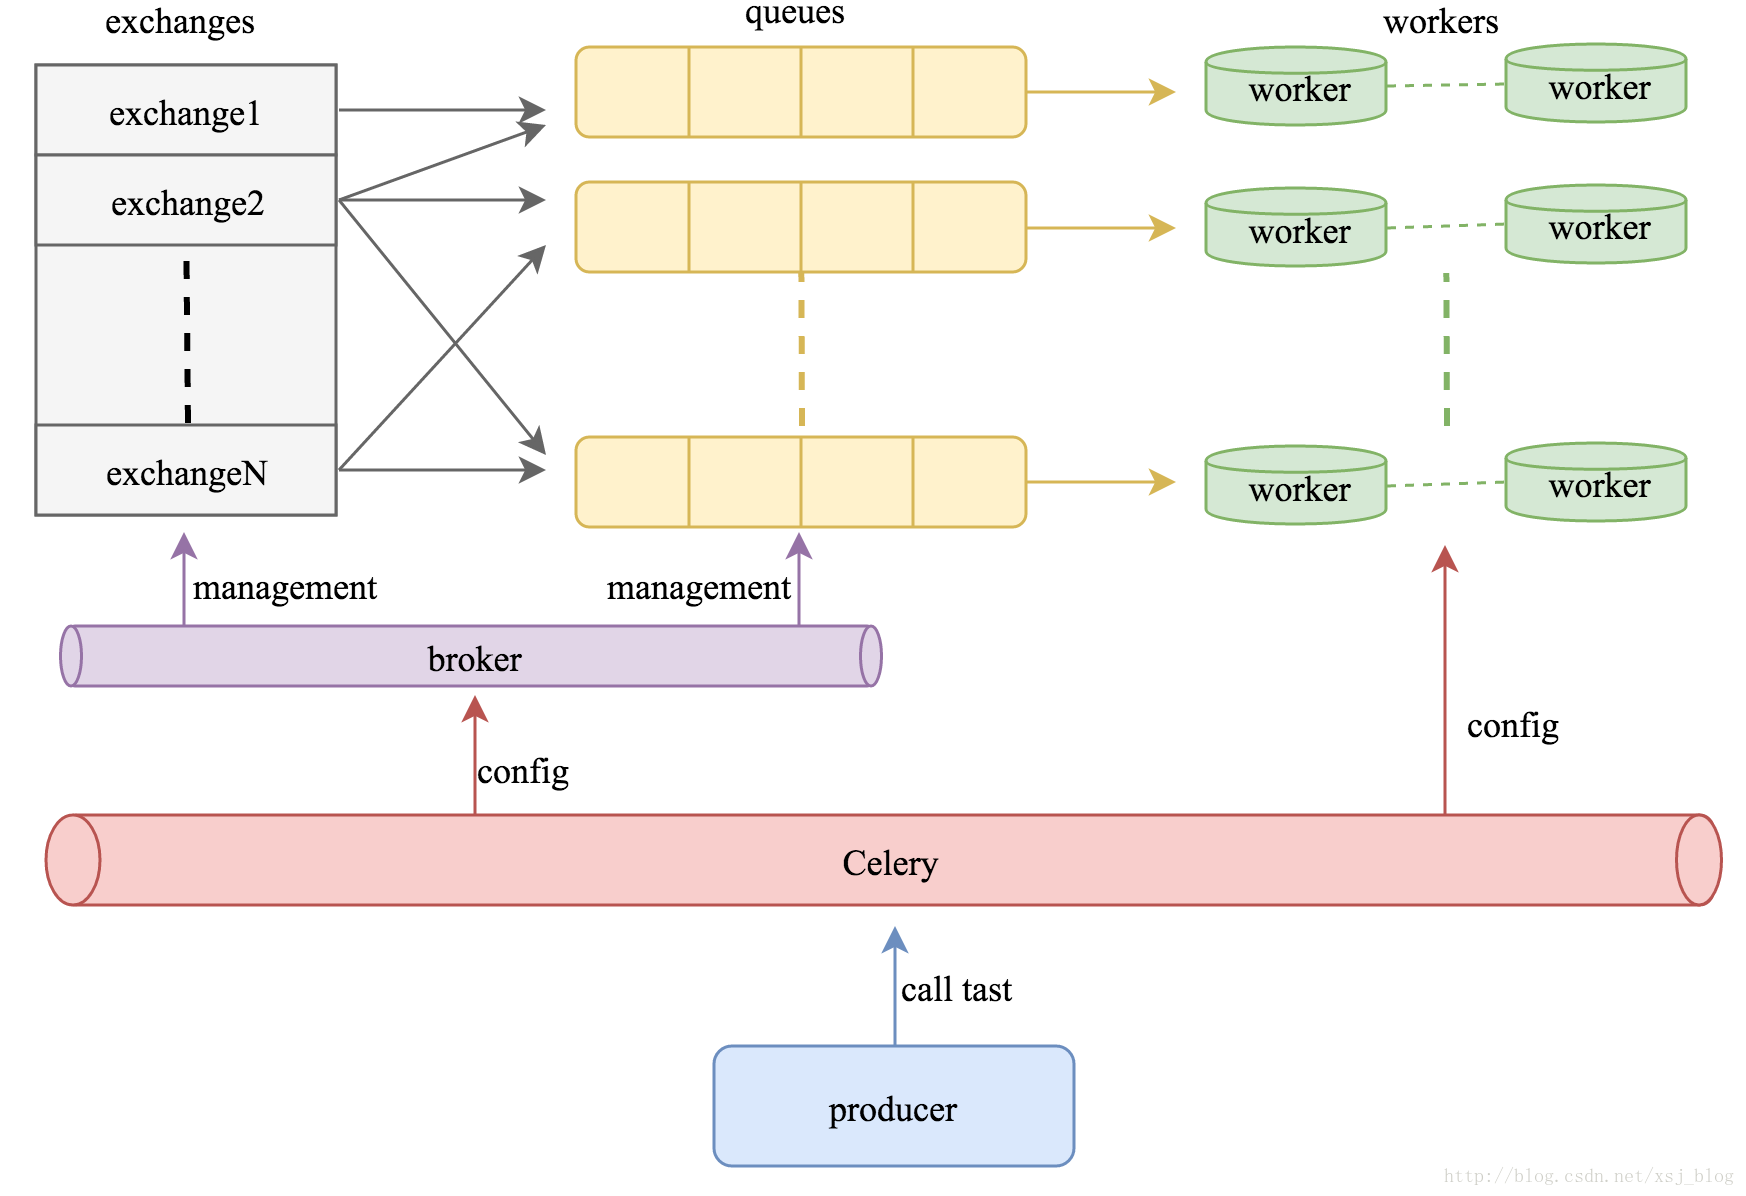 exchanges
queues
workers
exchange1
worker
worker
exchange2
worker
worker
exchangeN
worker
worker
management
management
broker
config
config
Celery
call tast
producer
http://blog.csdn.net/xsj_blog